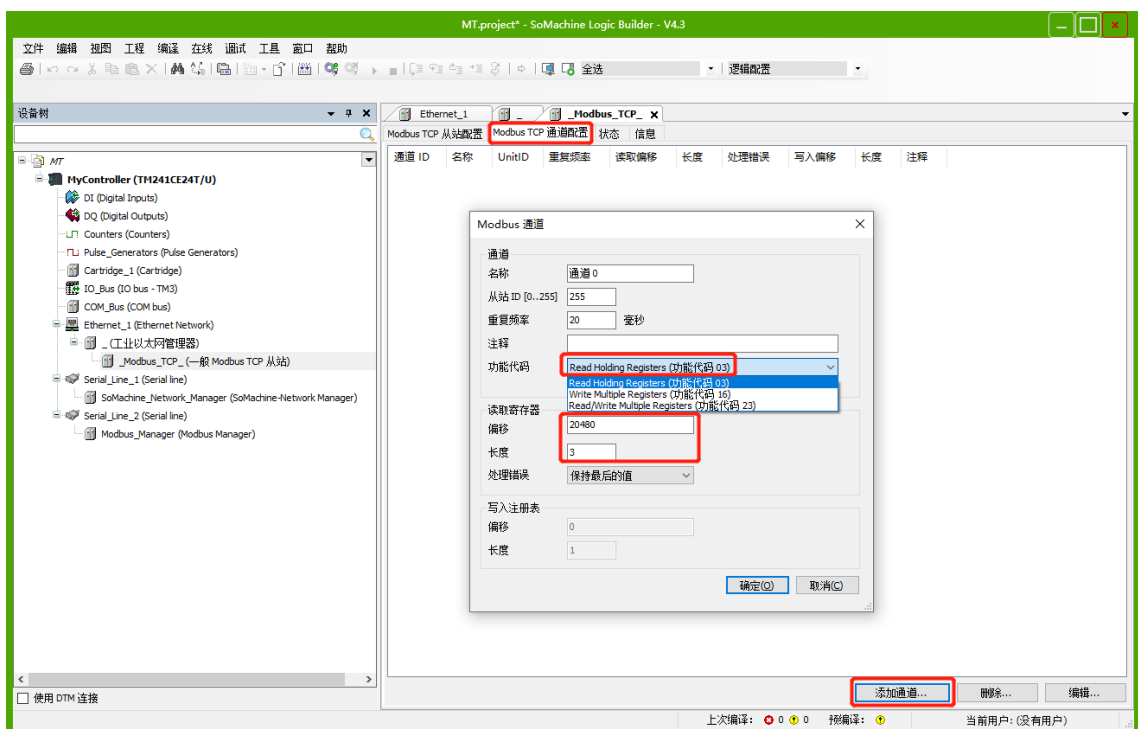 MT.project* - SoMachine Logic Builder - V4.3
文件 编辑 视图 工程 编译 在线 调试 工具 窗口 帮助
全选 逻辑配置
设备树
Ethernet_1 _ _Modbus_TCP_ x
Modbus TCP 从站配置 Modbus TCP 通道配置 状态 信息
通道 ID 名称 UnitID 重复频率 读取偏移 长度 处理错误 写入偏移 长度 注释
MT
MyController (TM241CE24T/U)
DI (Digital Inputs)
DQ (Digital Outputs)
Counters (Counters)
Pulse_Generators (Pulse Generators)
Cartridge_1 (Cartridge)
IO_Bus (IO bus - TM3)
COM_Bus (COM bus)
Ethernet_1 (Ethernet Network)
_ (工业以太网管理器)
_Modbus_TCP_ (一般 Modbus TCP 从站)
Serial_Line_1 (Serial line)
SoMachine_Network_Manager (SoMachine-Network Manager)
Serial_Line_2 (Serial line)
Modbus_Manager (Modbus Manager)
Modbus 通道
通道
名称 通道 0
从站 ID [0..255] 255
重复频率 20 毫秒
注释
功能代码 Read Holding Registers (功能代码 03)
Read Holding Registers (功能代码 03)
Write Multiple Registers (功能代码 16)
Read/Write Multiple Registers (功能代码 23)
读取寄存器
偏移 20480
长度 3
处理错误 保持最后的值
写入注册表
偏移 0
长度 1
确定(O) 取消(C)
添加通道... 删除... 编辑...
使用 DTM 连接
上次编译: 0 0 预编译: 当前用户: (没有用户)